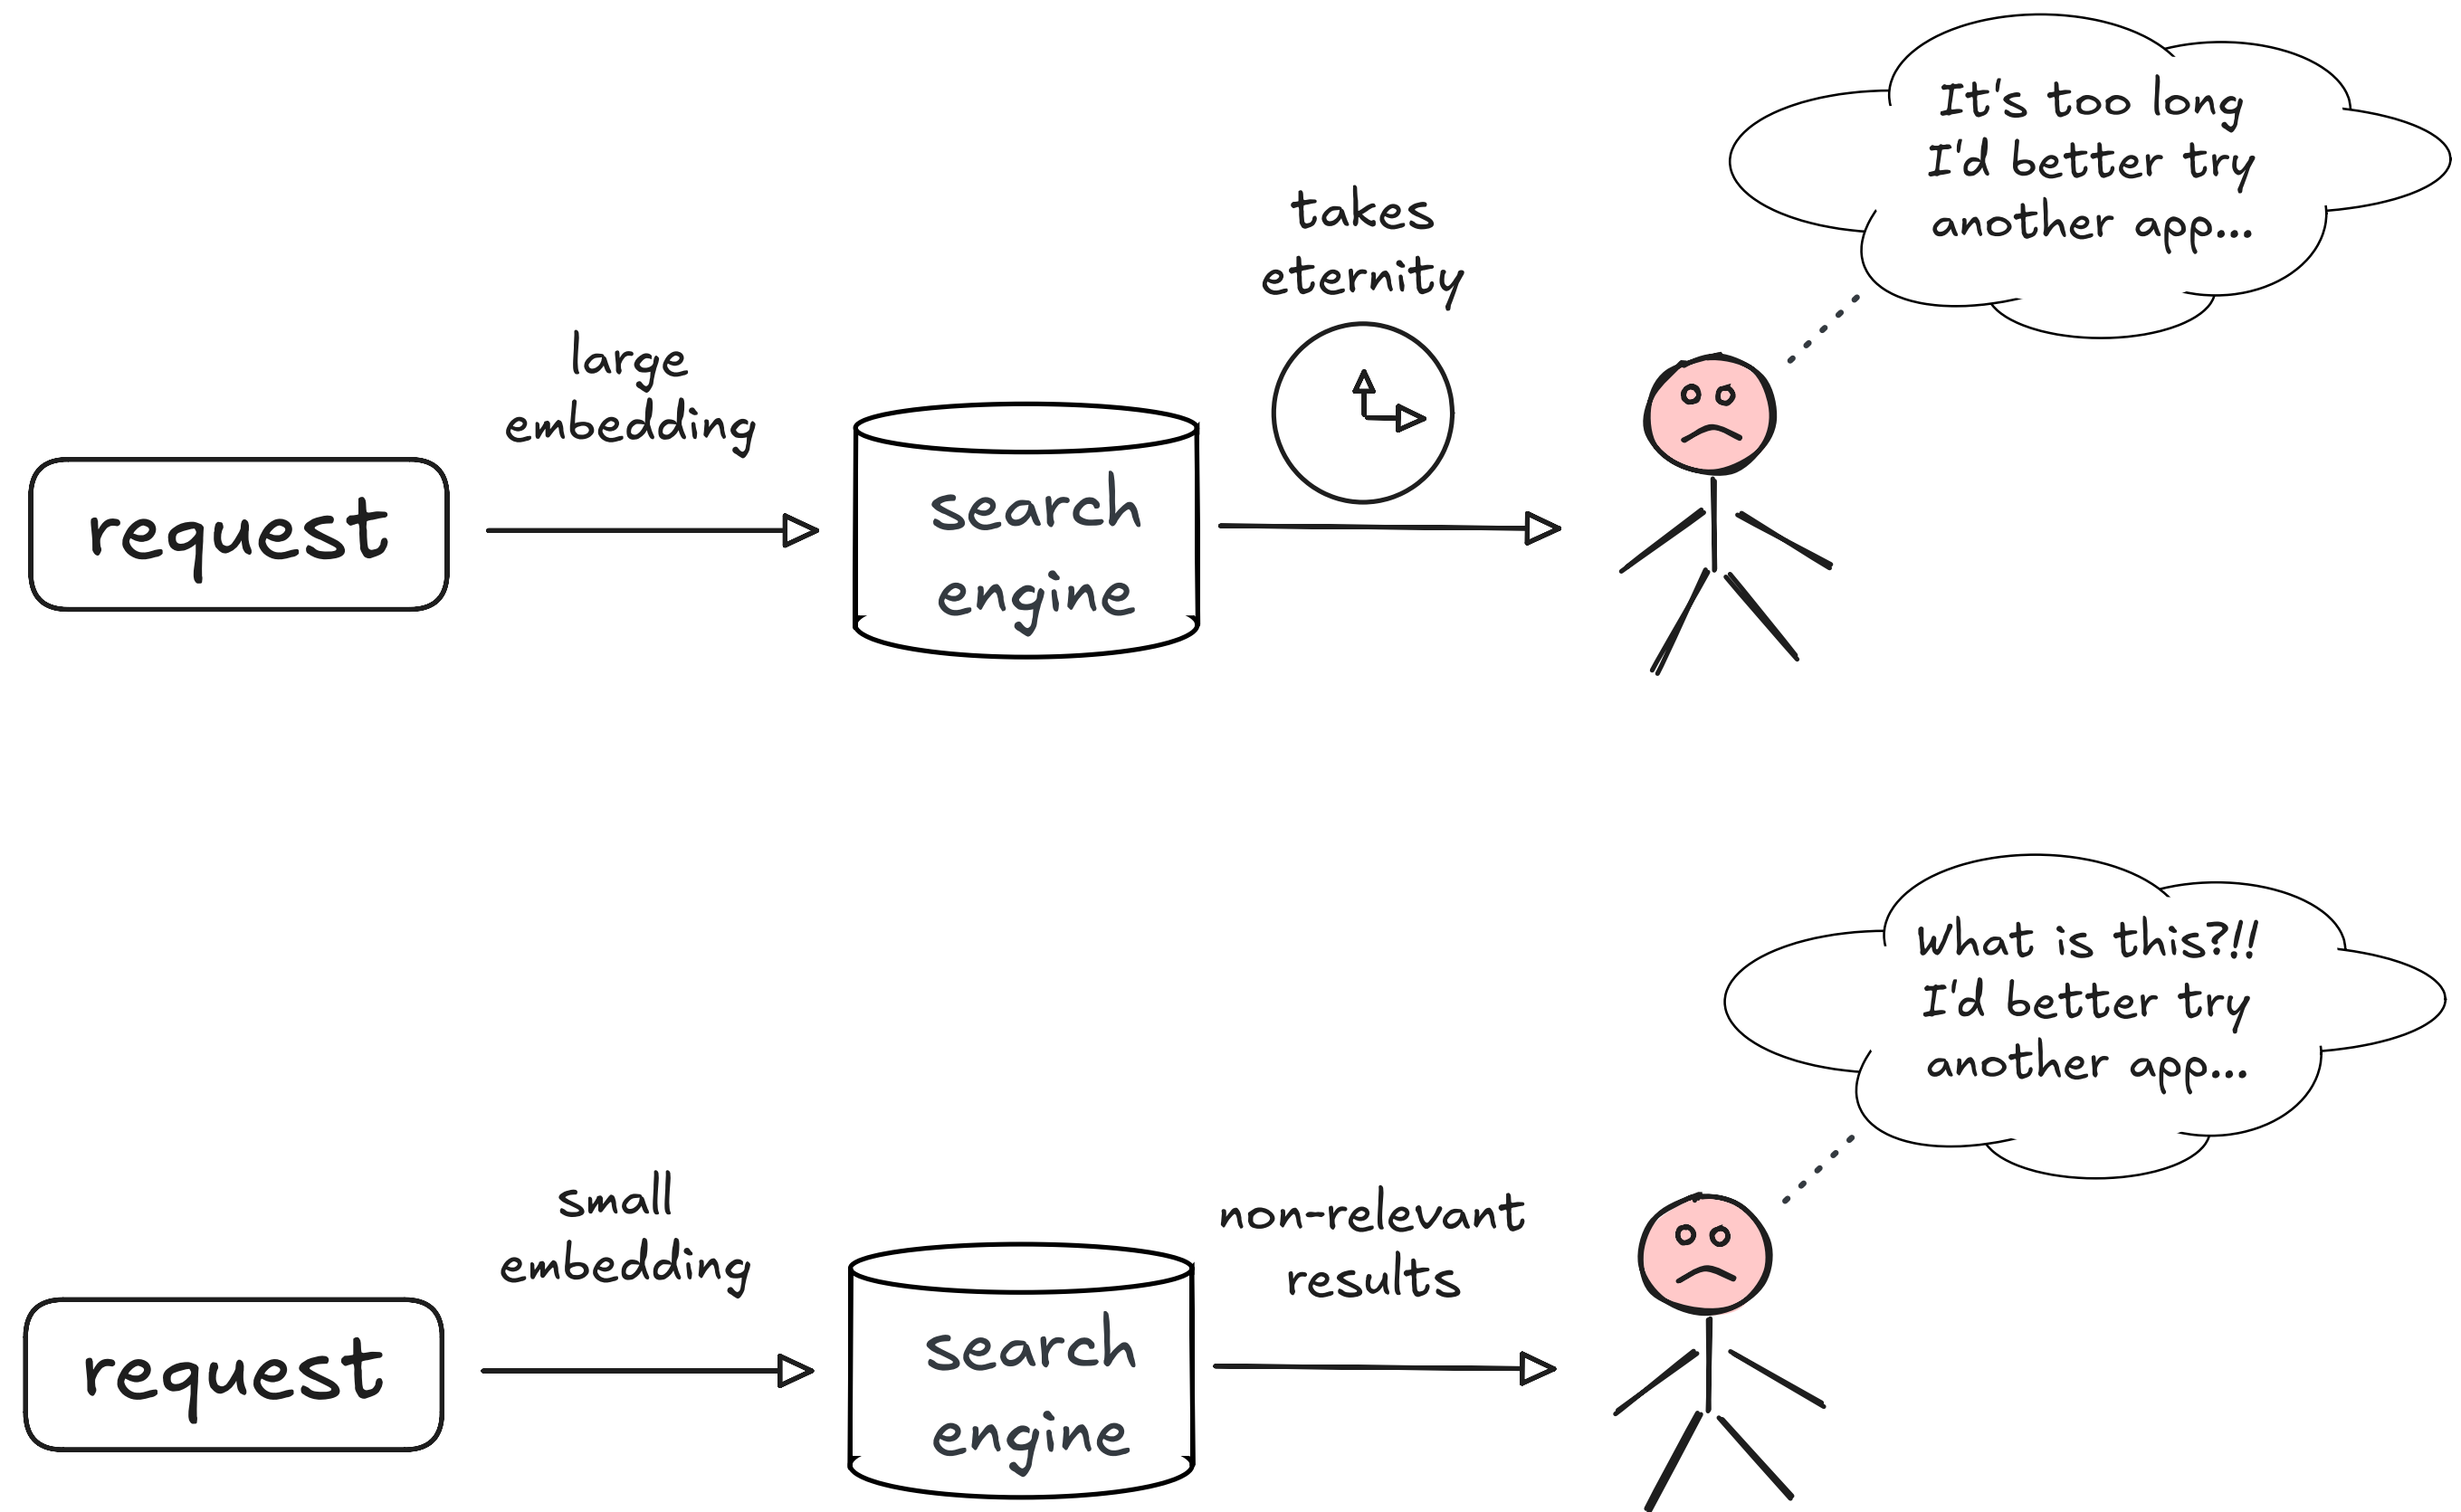 It's too long
I'd better try
another app...
takes
eternity
large
embedding
request
search
engine
What is this?!!
I'd better try
another app...
small
embedding
non-relevant
results
request
search
engine